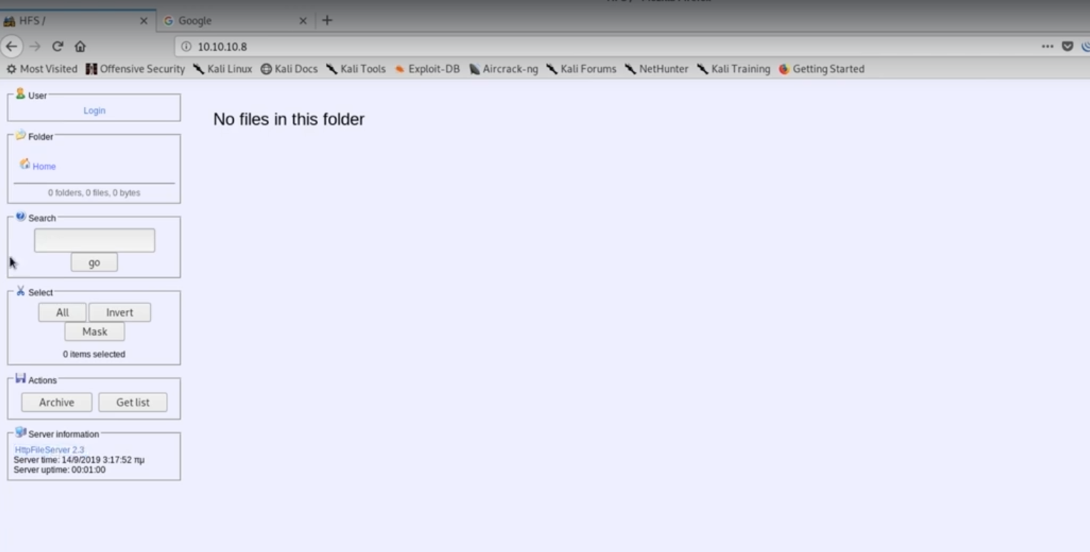 HFS /
Google
10.10.10.8
Most Visited Offensive Security Kali Linux Kali Docs Kali Tools Exploit-DB Aircrack-ng Kali Forums NetHunter Kali Training Getting Started
User
Login
Folder
Home
0 folders, 0 files, 0 bytes
Search
go
Select
All Invert
Mask
0 items selected
Actions
Archive Get list
Server information
HttpFileServer 2.3
Server time: 14/9/2019 3:17:52 πμ
Server uptime: 00:01:00
No files in this folder